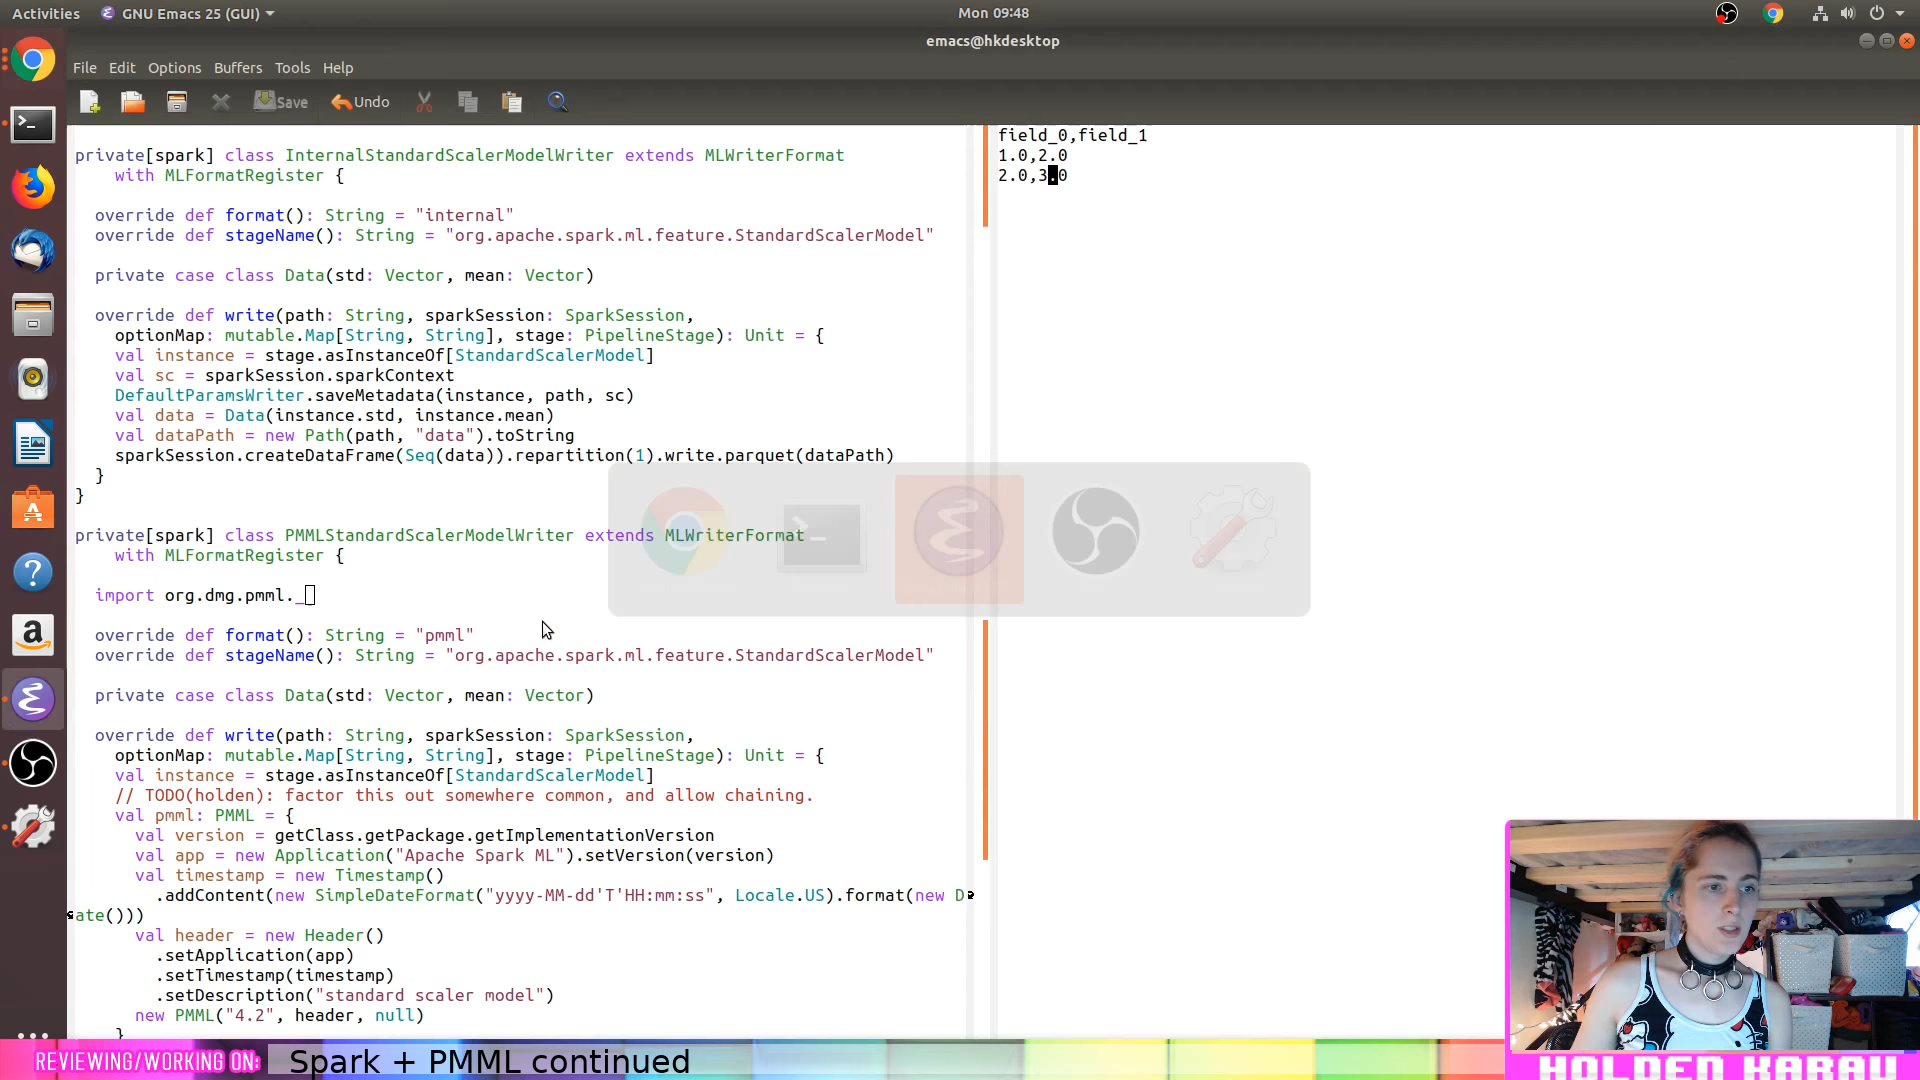 Activities
GNU Emacs 25 (GUI)
Mon 09:48
emacs@hkdesktop
File Edit Options Buffers Tools Help
Save Undo
private[spark] class InternalStandardScalerModelWriter extends MLWriterFormat
with MLFormatRegister {
override def format(): String = "internal"
override def stageName(): String = "org.apache.spark.ml.feature.StandardScalerModel"
private case class Data(std: Vector, mean: Vector)
override def write(path: String, sparkSession: SparkSession,
optionMap: mutable.Map[String, String], stage: PipelineStage): Unit = {
val instance = stage.asInstanceOf[StandardScalerModel]
val sc = sparkSession.sparkContext
DefaultParamsWriter.saveMetadata(instance, path, sc)
val data = Data(instance.std, instance.mean)
val dataPath = new Path(path, "data").toString
sparkSession.createDataFrame(Seq(data)).repartition(1).write.parquet(dataPath)
}
}
private[spark] class PMMLStandardScalerModelWriter extends MLWriterFormat
with MLFormatRegister {
import org.dmg.pmml._
override def format(): String = "pmml"
override def stageName(): String = "org.apache.spark.ml.feature.StandardScalerModel"
private case class Data(std: Vector, mean: Vector)
override def write(path: String, sparkSession: SparkSession,
optionMap: mutable.Map[String, String], stage: PipelineStage): Unit = {
val instance = stage.asInstanceOf[StandardScalerModel]
// TODO(holden): factor this out somewhere common, and allow chaining.
val pmml: PMML = {
val version = getClass.getPackage.getImplementationVersion
val app = new Application("Apache Spark ML").setVersion(version)
val timestamp = new Timestamp()
.addContent(new SimpleDateFormat("yyyy-MM-dd'T'HH:mm:ss", Locale.US).format(new D
ate()))
val header = new Header()
.setApplication(app)
.setTimestamp(timestamp)
.setDescription("standard scaler model")
new PMML("4.2", header, null)
}
field_0,field_1
1.0,2.0
2.0,3.0
REVIEWING/WORKING ON: Spark + PMML continued
HOLDEN KARAU